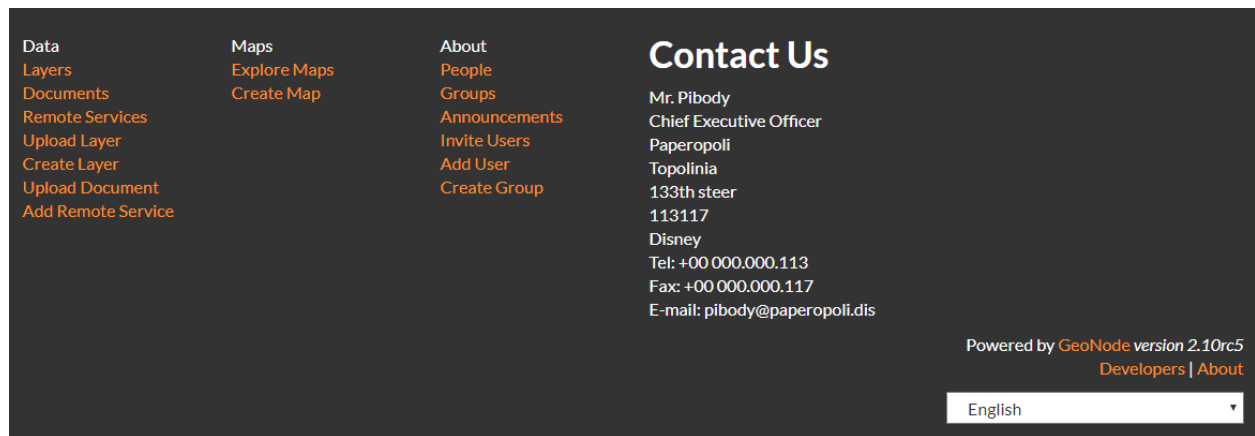 Data
Layers
Documents
Remote Services
Upload Layer
Create Layer
Upload Document
Add Remote Service
Maps
Explore Maps
Create Map
About
People
Groups
Announcements
Invite Users
Add User
Create Group
Contact Us
Mr. Pibody
Chief Executive Officer
Paperopoli
Topolinia
133th steer
113117
Disney
Tel: +00 000.000.113
Fax: +00 000.000.117
E-mail: pibody@paperopoli.dis
Powered by GeoNode version 2.10rc5
Developers | About
English